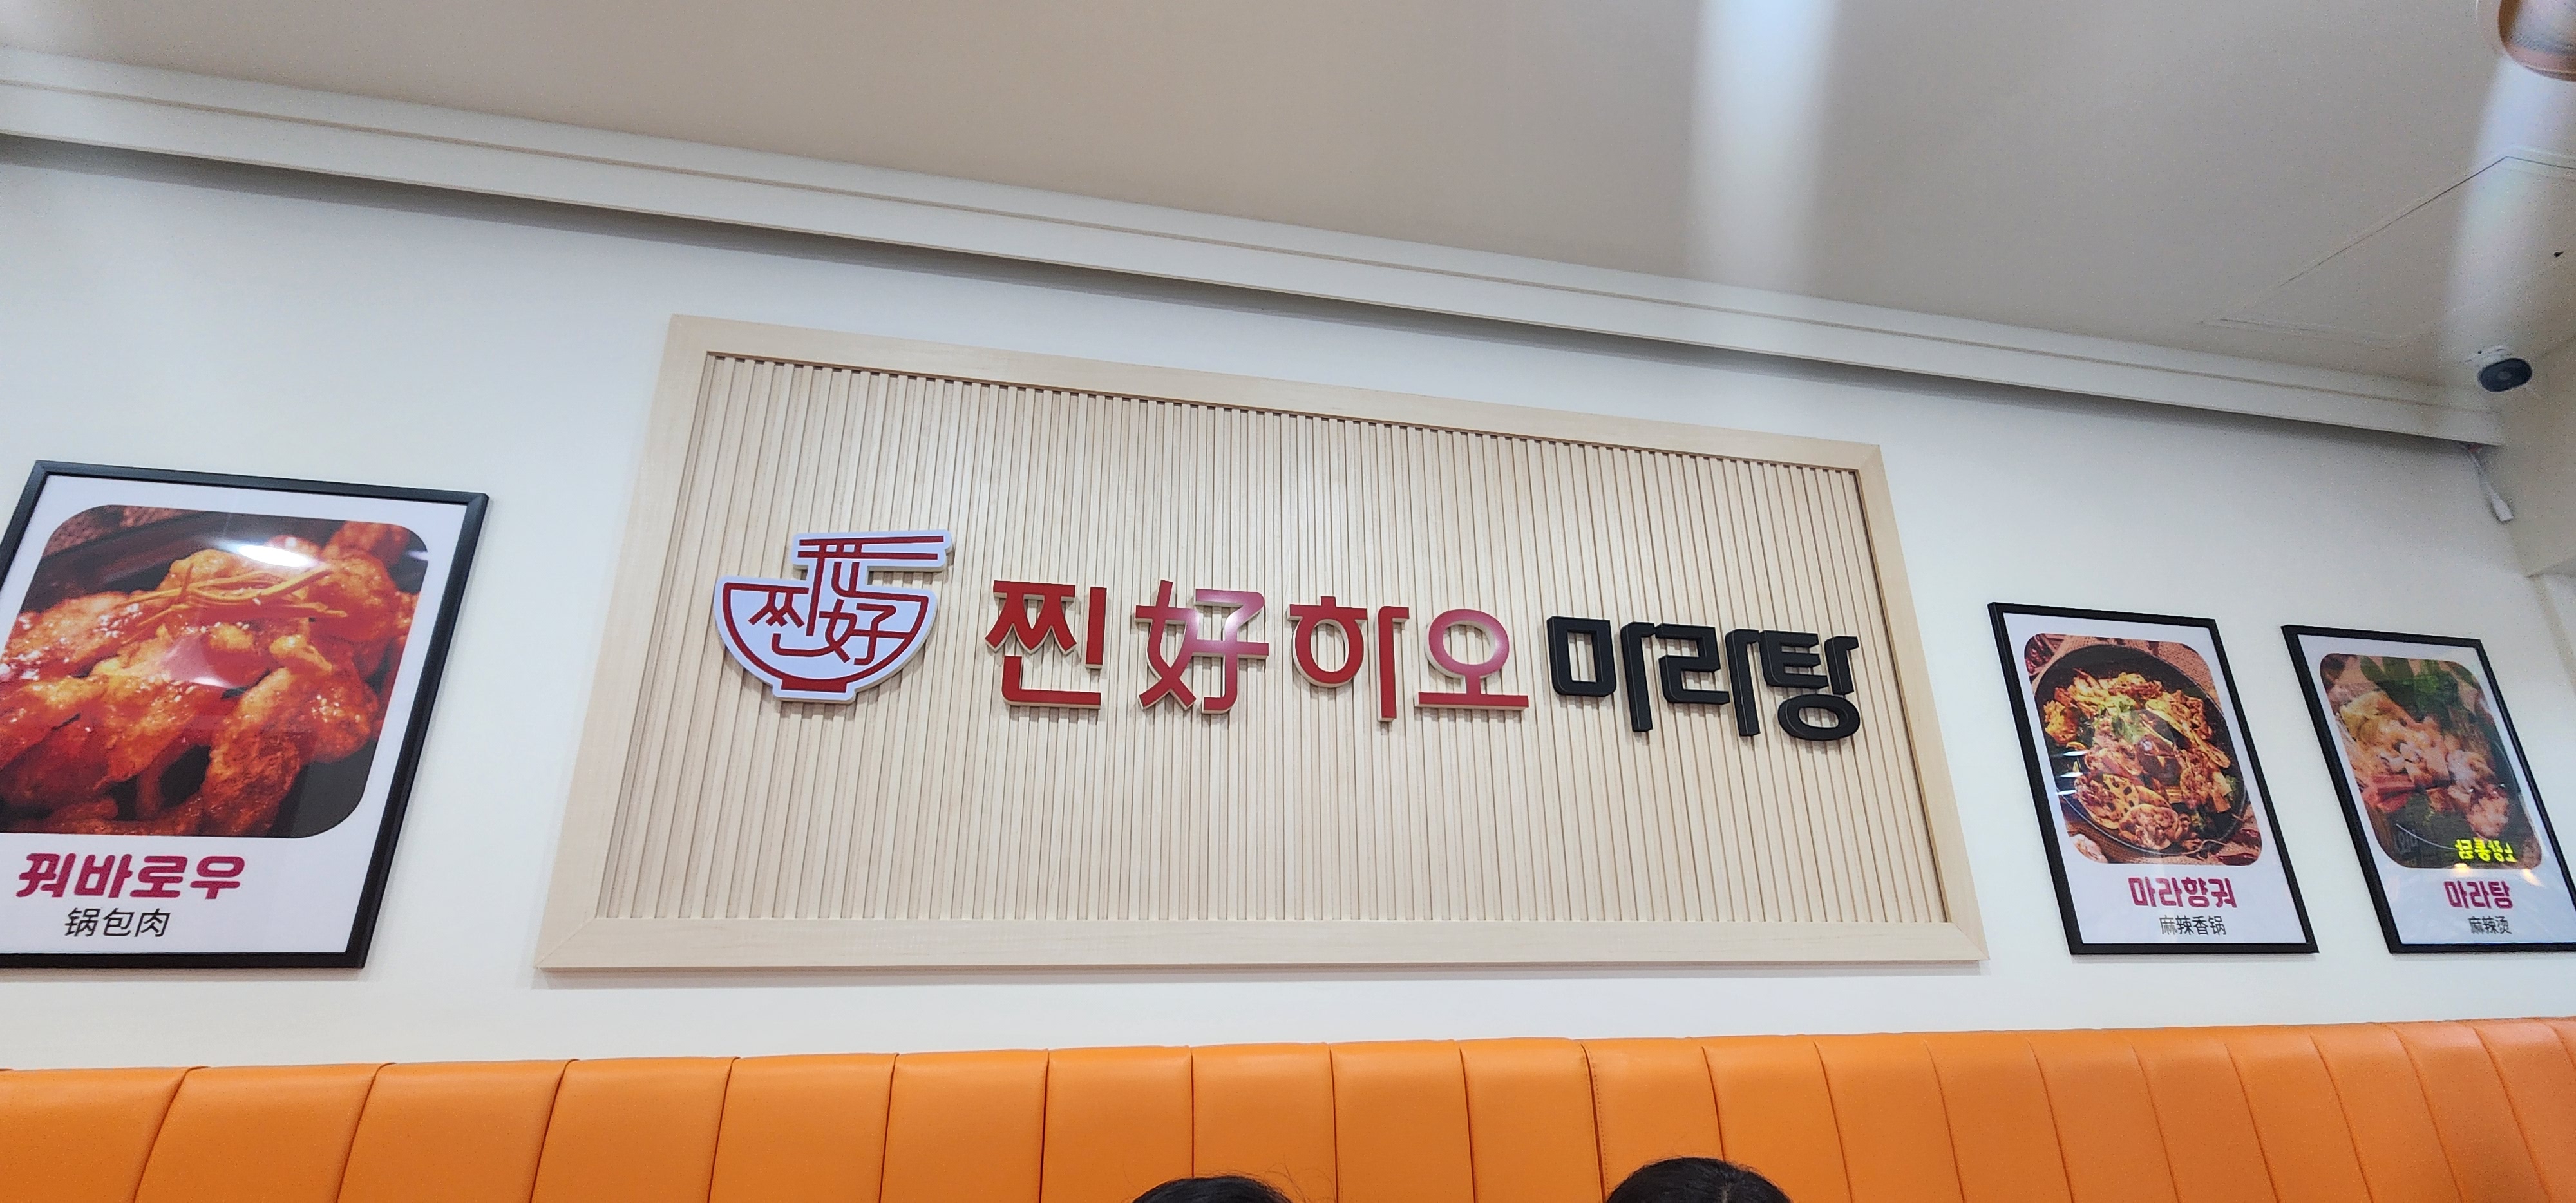 찐好
찐好하오마라탕
꿔바로우
锅包肉
마라향궈
麻辣香锅
마라탕
麻辣烫